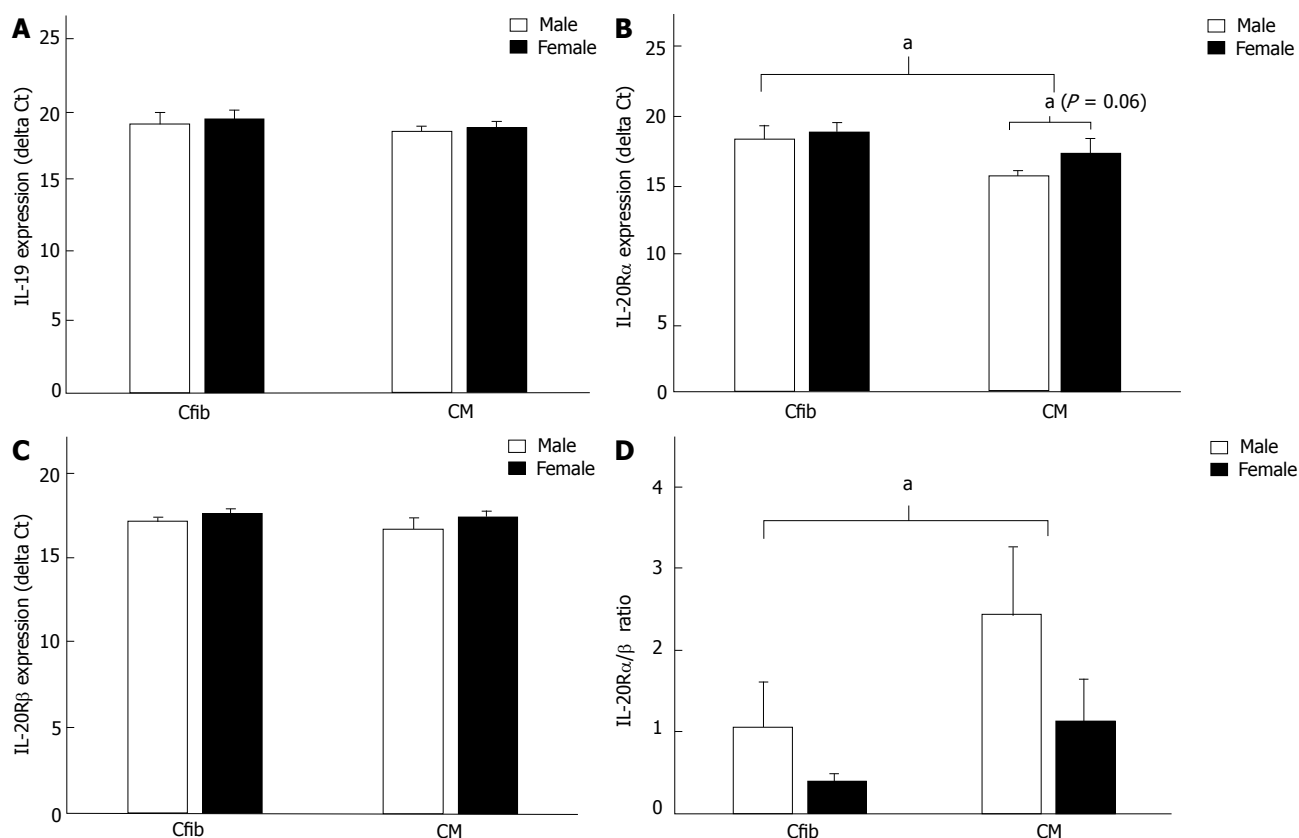 A
Male
Female
IL-19 expression (delta Ct)
25
20
15
10
5
0
Cfib
CM
B
Male
Female
IL-20Rα expression (delta Ct)
25
20
15
10
5
0
a
a (P = 0.06)
Cfib
CM
C
Male
Female
IL-20Rβ expression (delta Ct)
20
15
10
5
0
Cfib
CM
D
Male
Female
IL-20Rα/β ratio
4
3
2
1
0
a
Cfib
CM